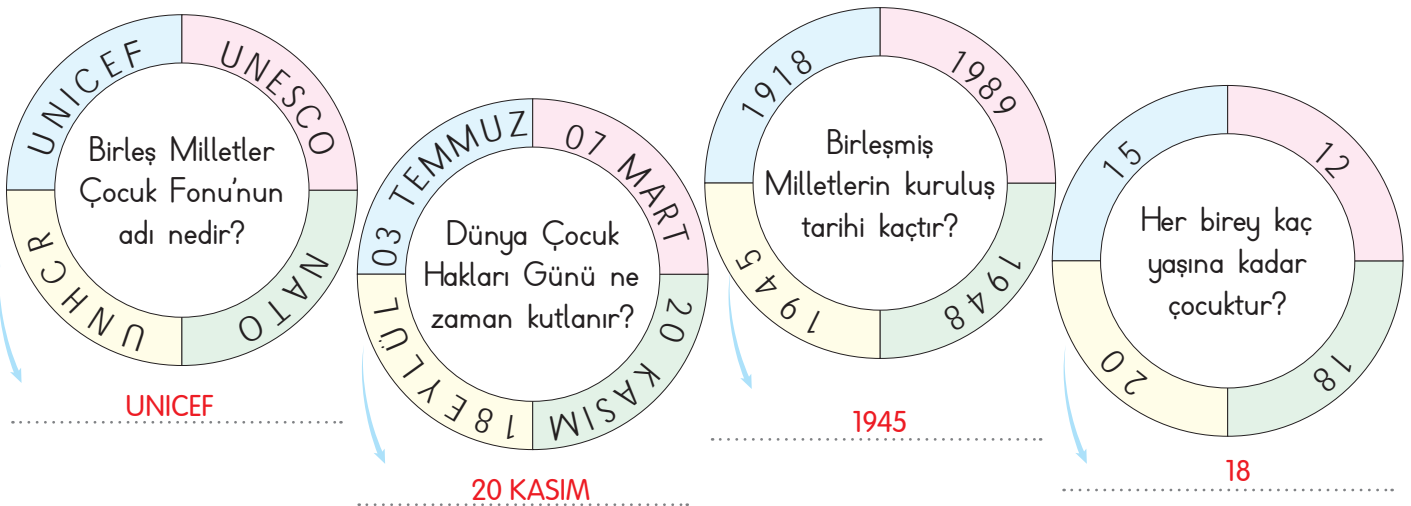 UNICEF
UNESCO
UNHCR
NATO
Birleş Milletler
Çocuk Fonu'nun
adı nedir?
UNICEF
03 TEMMUZ
07 MART
18EYLÜL
20 KASIM
Dünya Çocuk
Hakları Günü ne
zaman kutlanır?
20 KASIM
1918
1989
1945
1948
Birleşmiş
Milletlerin kuruluş
tarihi kaçtır?
1945
15
12
20
18
Her birey kaç
yaşına kadar
çocuktur?
18